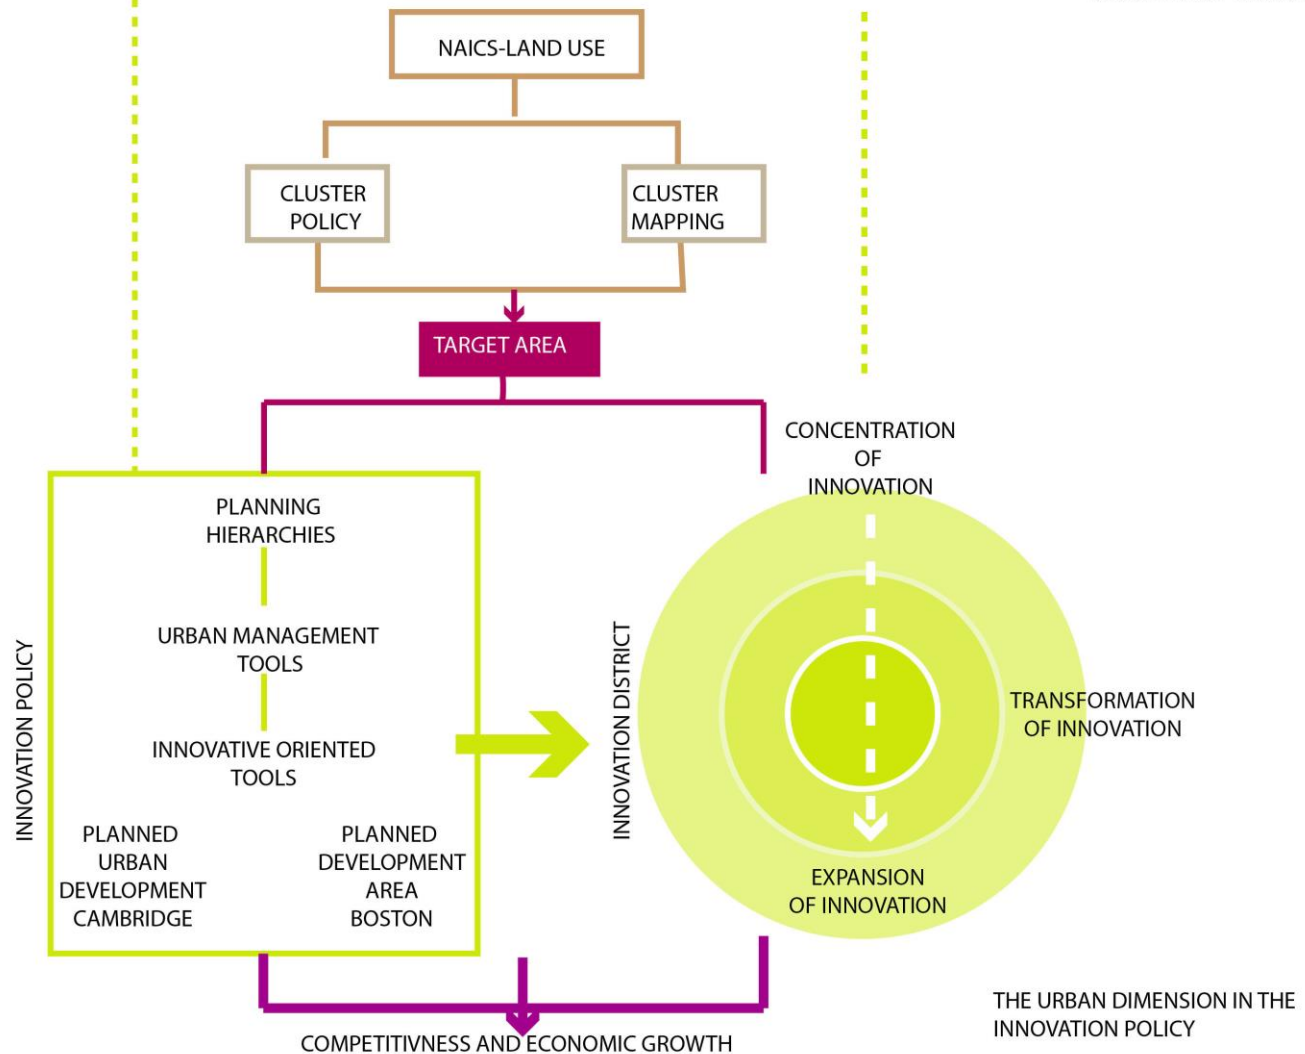 NAICS-LAND USE
CLUSTER
POLICY
CLUSTER
MAPPING
TARGET AREA
CONCENTRATION
OF
INNOVATION
PLANNING
HIERARCHIES
URBAN MANAGEMENT
TOOLS
INNOVATIVE ORIENTED
TOOLS
PLANNED
URBAN
DEVELOPMENT
CAMBRIDGE
PLANNED
DEVELOPMENT
AREA
BOSTON
INNOVATION POLICY
INNOVATION DISTRICT
TRANSFORMATION
OF INNOVATION
EXPANSION
OF INNOVATION
COMPETITIVNESS AND ECONOMIC GROWTH
THE URBAN DIMENSION IN THE
INNOVATION POLICY